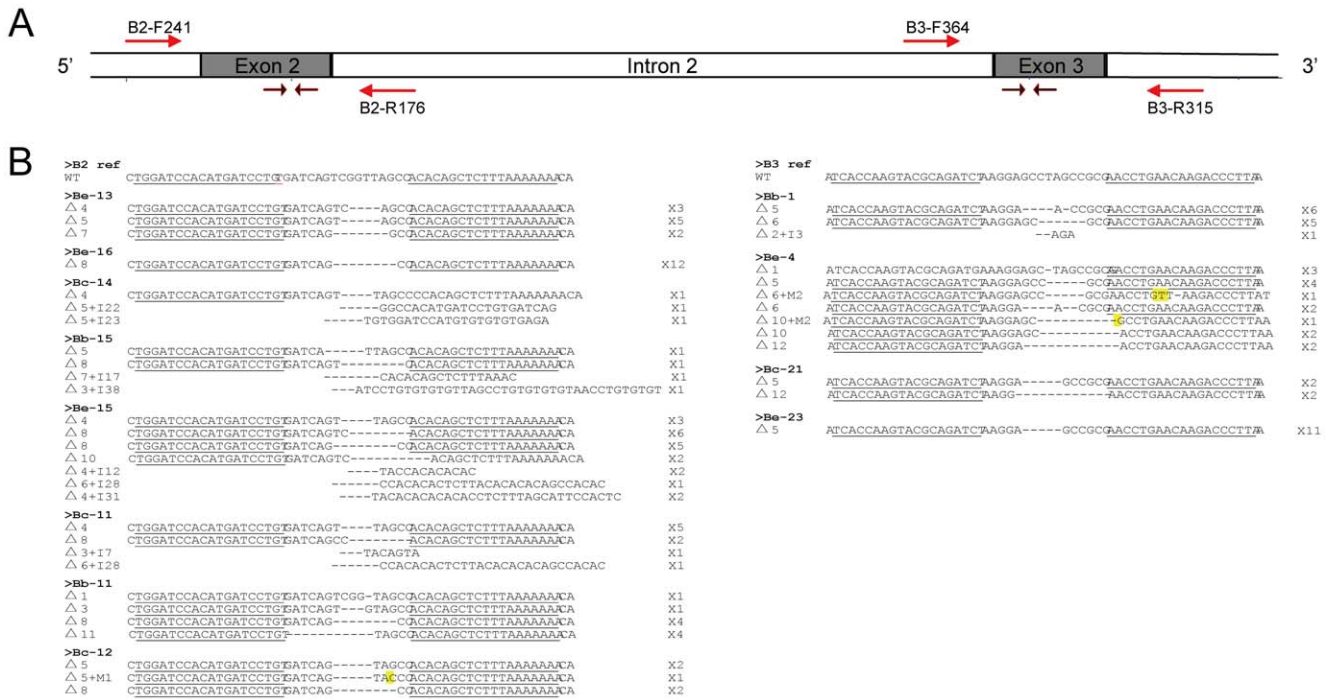 A
B2-F241
B3-F364
5’ Exon 2 Intron 2 Exon 3 3’
B2-R176
B3-R315
B
>B2 ref
WT CTGGATCCACATGATCCTGTGATCAGTCGGTTAGCCACACAGCTCTTTAAAAAAACA
>Be-13
△ 4 CTGGATCCACATGATCCTGTGATCAGTC----AGCCACACAGCTCTTTAAAAAAACA X3
△ 5 CTGGATCCACATGATCCTGTGATCAG-----TAGCCACACAGCTCTTTAAAAAAACA X5
△ 7 CTGGATCCACATGATCCTGTGATCAG-------GCCACACAGCTCTTTAAAAAAACA X2
>Be-16
△ 8 CTGGATCCACATGATCCTGTGATCAG--------CCACACAGCTCTTTAAAAAAACA X12
>Bc-14
△ 4 CTGGATCCACATGATCCTGTGATCAGT----TAGCCCCACAGCTCTTTAAAAAAACA X1
△ 5+I22 -----GGCCACATGATCCTGTGATCAG X1
△ 5+I23 -----TGTGGATCCATGTGTGTGTGAGA X1
>Bb-15
△ 5 CTGGATCCACATGATCCTGTGATCA-----TTAGCCACACAGCTCTTTAAAAAAACA X1
△ 8 CTGGATCCACATGATCCTGTGATCAGT--------CACACAGCTCTTTAAAAAAACA X1
△ 7+I17 -------CACACAGCTCTTTAAAC X1
△ 3+I38 ---ATCCTGTGTGTGTTAGCCTGTGTGTGTAACCTGTGTGT X1
>Be-15
△ 4 CTGGATCCACATGATCCTGTGATCAGT----TAGCCACACAGCTCTTTAAAAAAACA X3
△ 8 CTGGATCCACATGATCCTGTGATCAGTC--------ACACAGCTCTTTAAAAAAACA X6
△ 8 CTGGATCCACATGATCCTGTGATCAG--------CCACACAGCTCTTTAAAAAAACA X5
△ 10 CTGGATCCACATGATCCTGTGATCAGTC----------ACAGCTCTTTAAAAAAACA X2
△ 4+I12 ----TACCACACACAC X2
△ 6+I28 ------CCACACACTCTTACACACACAGCCACAC X1
△ 4+I31 ----TACACACACACACCTCTTTAGCATTCCACTC X2
>Bc-11
△ 4 CTGGATCCACATGATCCTGTGATCAGT----TAGCCACACAGCTCTTTAAAAAAACA X5
△ 8 CTGGATCCACATGATCCTGTGATCAGCC--------ACACAGCTCTTTAAAAAAACA X2
△ 3+I7 ---TACAGTA X1
△ 6+I28 ------CCACACACTCTTACACACACAGCCACAC X1
>Bb-11
△ 1 CTGGATCCACATGATCCTGTGATCAGTCGG-TAGCCACACAGCTCTTTAAAAAAACA X1
△ 3 CTGGATCCACATGATCCTGTGATCAGT---GTAGCCACACAGCTCTTTAAAAAAACA X1
△ 8 CTGGATCCACATGATCCTGTGATCAG--------CCACACAGCTCTTTAAAAAAACA X4
△ 11 CTGGATCCACATGATCCTGT-----------TAGCCACACAGCTCTTTAAAAAAACA X4
>Bc-12
△ 5 CTGGATCCACATGATCCTGTGATCAG-----TAGCCACACAGCTCTTTAAAAAAACA X2
△ 5+M1 CTGGATCCACATGATCCTGTGATCAG-----TACCCACACAGCTCTTTAAAAAAACA X1
△ 8 CTGGATCCACATGATCCTGTGATCAG--------CCACACAGCTCTTTAAAAAAACA X2
>B3 ref
WT ATCACCAAGTACGCAGATCTAAGGAGCCTAGCCGCGAACCTGAACAAGACCCTTAA
>Bb-1
△ 5 ATCACCAAGTACGCAGATCTAAGGA----A-CCGCGAACCTGAACAAGACCCTTAA X6
△ 6 ATCACCAAGTACGCAGATCTAAGGAGC------GCGAACCTGAACAAGACCCTTAA X5
△ 2+I3 --AGA X1
>Be-4
△ 1 ATCACCAAGTACGCAGATGAAAGGAGC-TAGCCGCGAACCTGAACAAGACCCTTAA X3
△ 5 ATCACCAAGTACGCAGATCTAAGGAGCC-----GCGAACCTGAACAAGACCCTTAA X4
△ 6+M2 ATCACCAAGTACGCAGATCTAAGGAGCC-----GCGAACCTGTT-AAGACCCTTAT X1
△ 6 ATCACCAAGTACGCAGATCTAAGGA------ACGCGAACCTGAACAAGACCCTTAA X2
△ 10+M2 ATCACCAAGTACGCAGATCTAAGGAGC----------GCCTGAACAAGACCCTTAA X1
△ 10 ATCACCAAGTACGCAGATCTAAGGAGC----------ACCTGAACAAGACCCTTAA X2
△ 12 ATCACCAAGTACGCAGATCTAAGGA------------ACCTGAACAAGACCCTTAA X2
>Bc-21
△ 5 ATCACCAAGTACGCAGATCTAAGGA-----GCCGCGAACCTGAACAAGACCCTTAA X2
△ 12 ATCACCAAGTACGCAGATCTAAGG------------AACCTGAACAAGACCCTTAA X2
>Be-23
△ 5 ATCACCAAGTACGCAGATCTAAGGA-----GCCGCGAACCTGAACAAGACCCTTAA X11